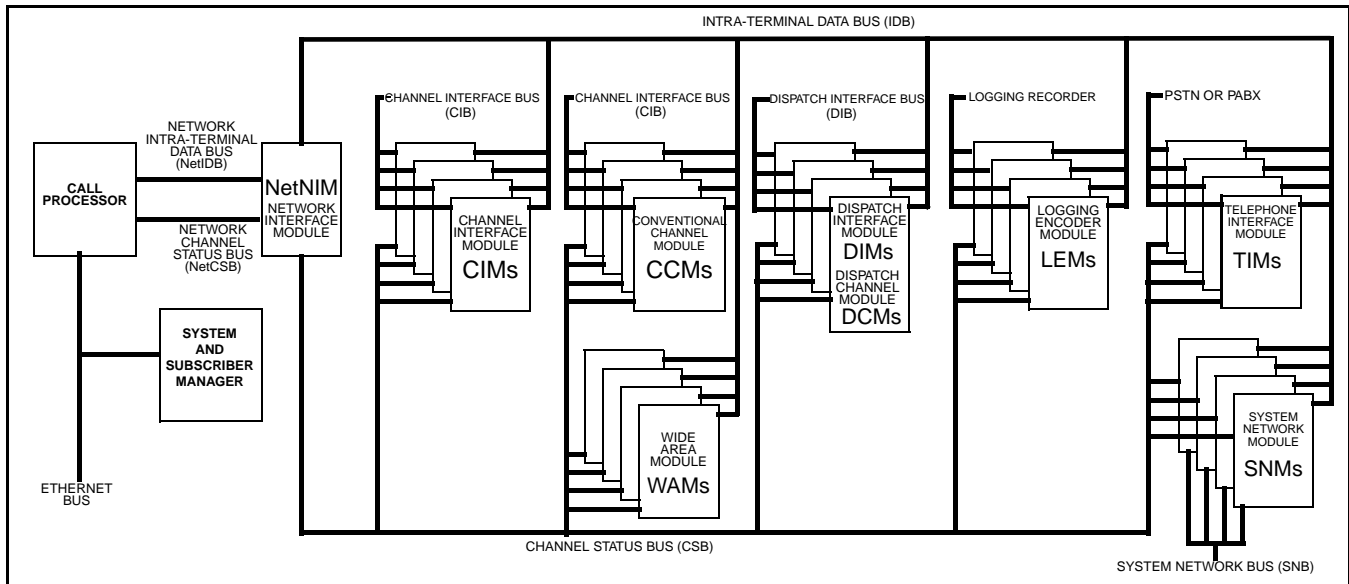 INTRA-TERMINAL DATA BUS (IDB)
CHANNEL INTERFACE BUS
(CIB)
CHANNEL INTERFACE BUS
(CIB)
DISPATCH INTERFACE BUS
(DIB)
LOGGING RECORDER
PSTN OR PABX
NETWORK
INTRA-TERMINAL
DATA BUS
(NetIDB)
CALL
PROCESSOR
NETWORK
CHANNEL
STATUS BUS
(NetCSB)
NetNIM
NETWORK
INTERFACE
MODULE
CHANNEL
INTERFACE
MODULE
CIMs
CONVENTIONAL
CHANNEL
MODULE
CCMs
DISPATCH
INTERFACE
MODULE
DIMs
DISPATCH
CHANNEL
MODULE
DCMs
LOGGING
ENCODER
MODULE
LEMs
TELEPHONE
INTERFACE
MODULE
TIMs
SYSTEM
AND
SUBSCRIBER
MANAGER
WIDE
AREA
MODULE
WAMs
SYSTEM
NETWORK
MODULE
SNMs
ETHERNET
BUS
CHANNEL STATUS BUS (CSB)
SYSTEM NETWORK BUS (SNB)